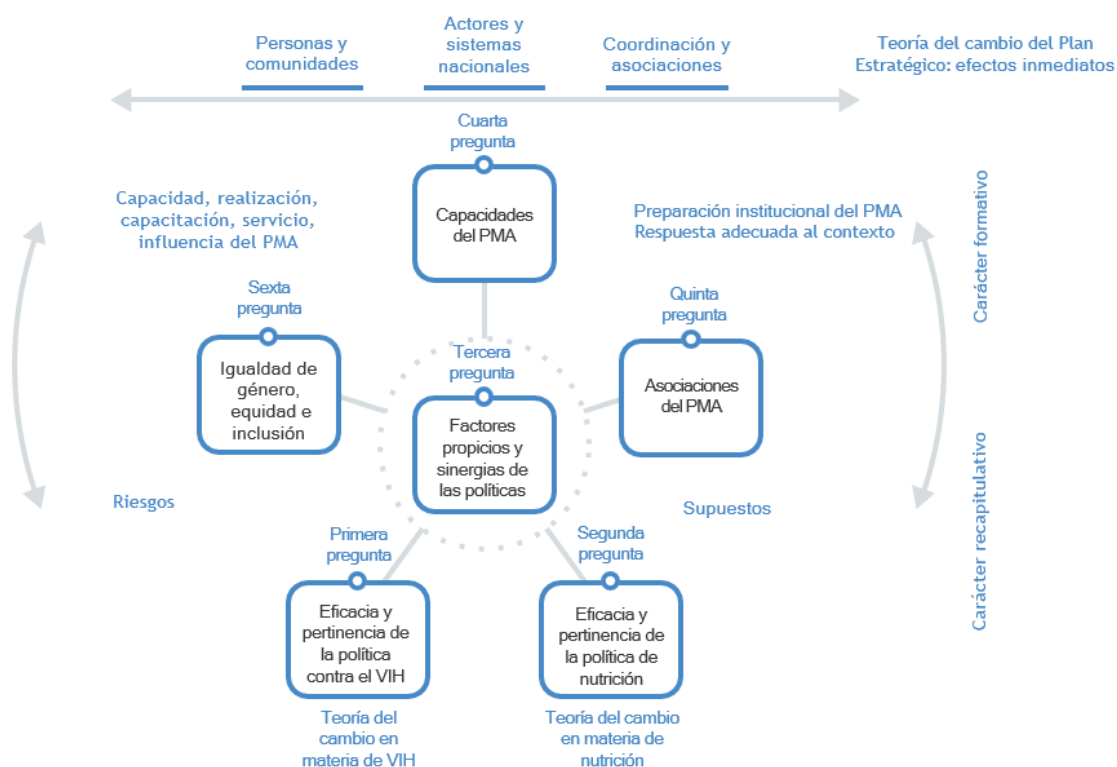 Personas y
comunidades
Actores y
sistemas
nacionales
Coordinación y
asociaciones
Teoría del cambio del Plan
Estratégico: efectos inmediatos
Cuarta
pregunta
Capacidades
del PMA
Capacidad, realización,
capacitación, servicio,
influencia del PMA
Preparación institucional del PMA
Respuesta adecuada al contexto
Carácter formativo
Sexta
pregunta
Igualdad de
género,
equidad e
inclusión
Tercera
pregunta
Factores
propicios y
sinergias de
las políticas
Quinta
pregunta
Asociaciones
del PMA
Riesgos
Supuestos
Carácter recapitulativo
Primera
pregunta
Eficacia y
pertinencia de
la política
contra el VIH
Teoría del
cambio en
materia de VIH
Segunda
pregunta
Eficacia y
pertinencia de
la política de
nutrición
Teoría del cambio
en materia de
nutrición